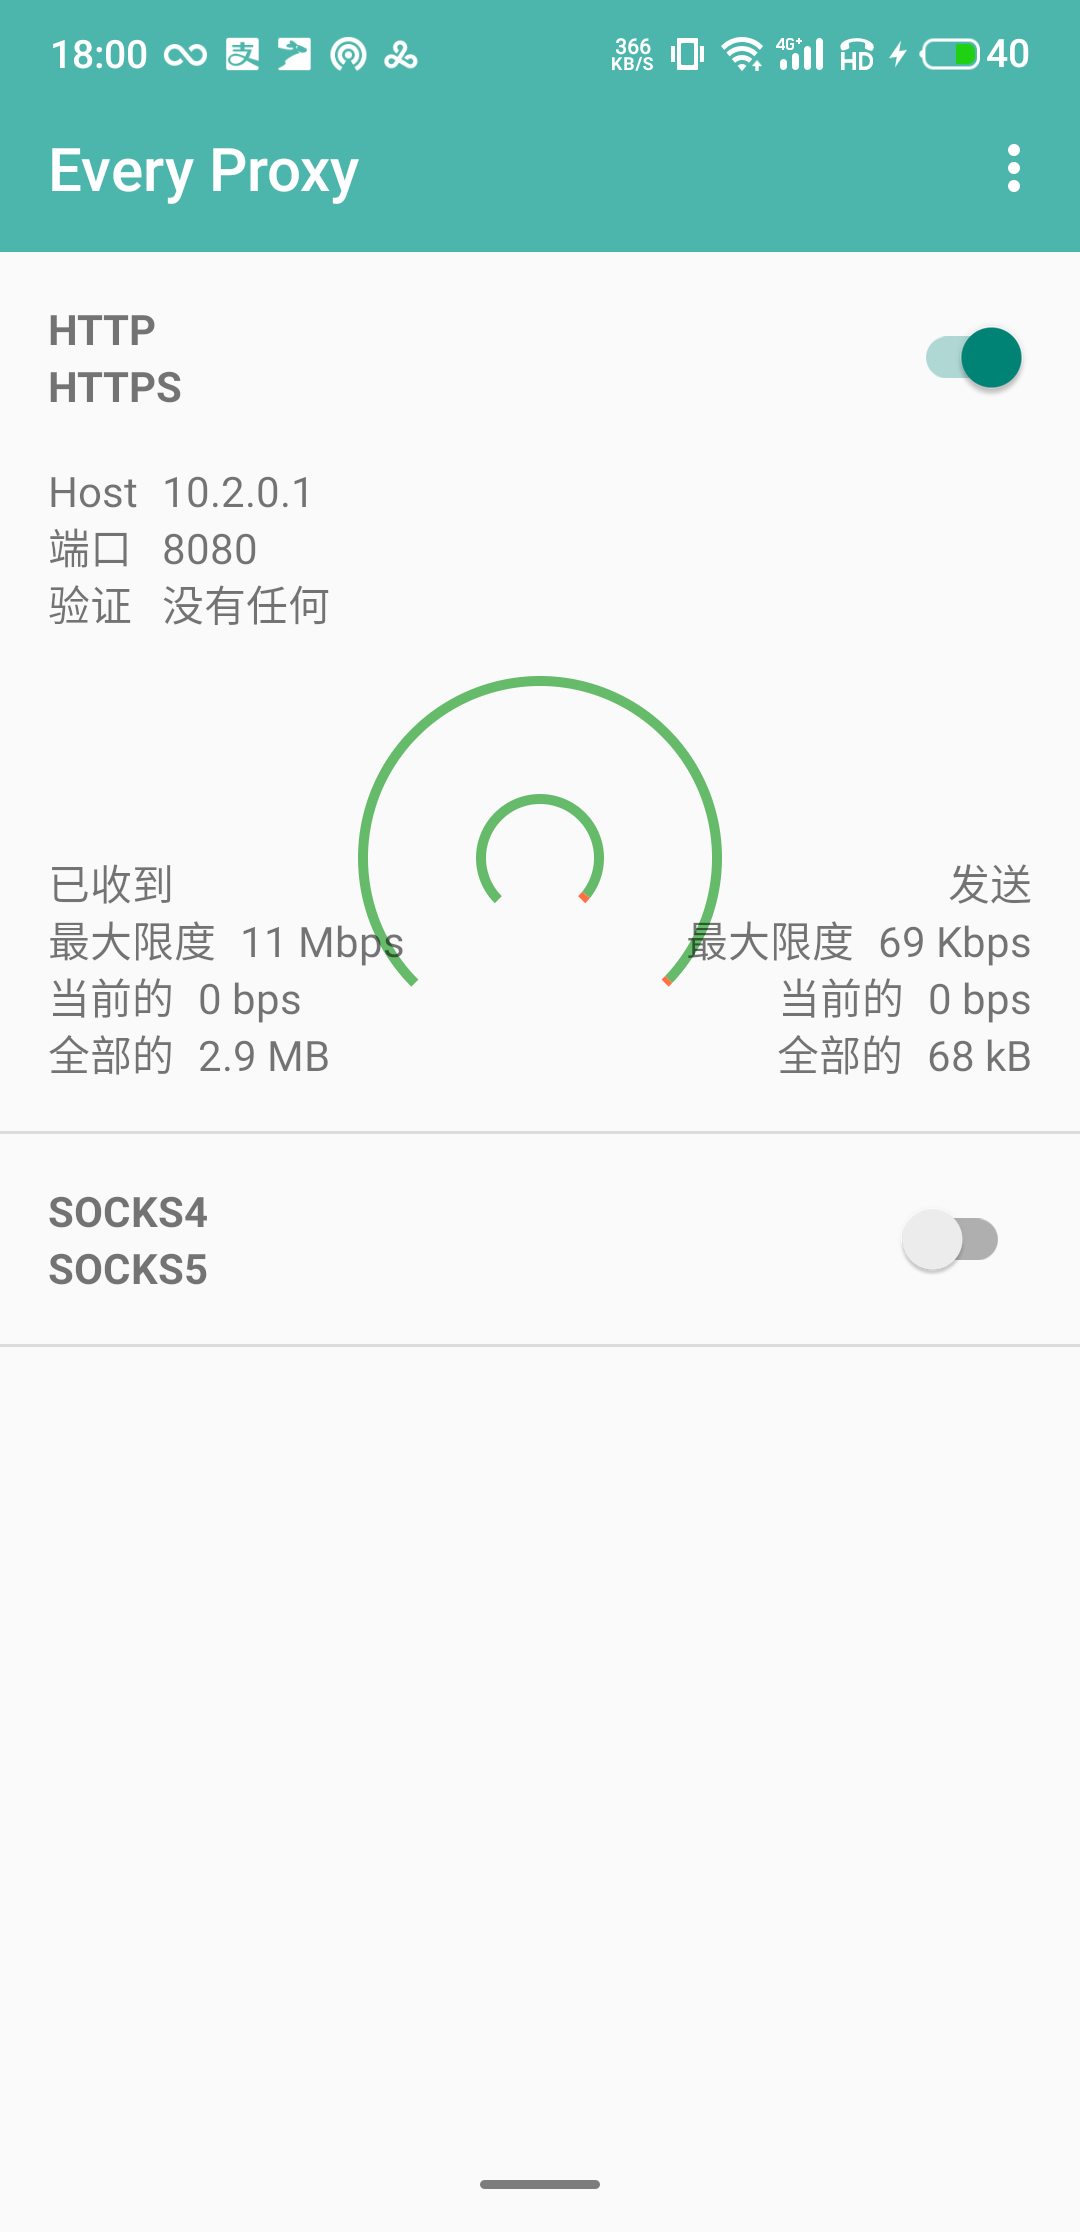 18:00 支 366 KB/S 4G+ HD 40
Every Proxy
HTTP
HTTPS
Host 10.2.0.1
端口 8080
验证 没有任何
已收到
最大限度 11 Mbps
当前的 0 bps
全部的 2.9 MB
发送
最大限度 69 Kbps
当前的 0 bps
全部的 68 kB
SOCKS4
SOCKS5